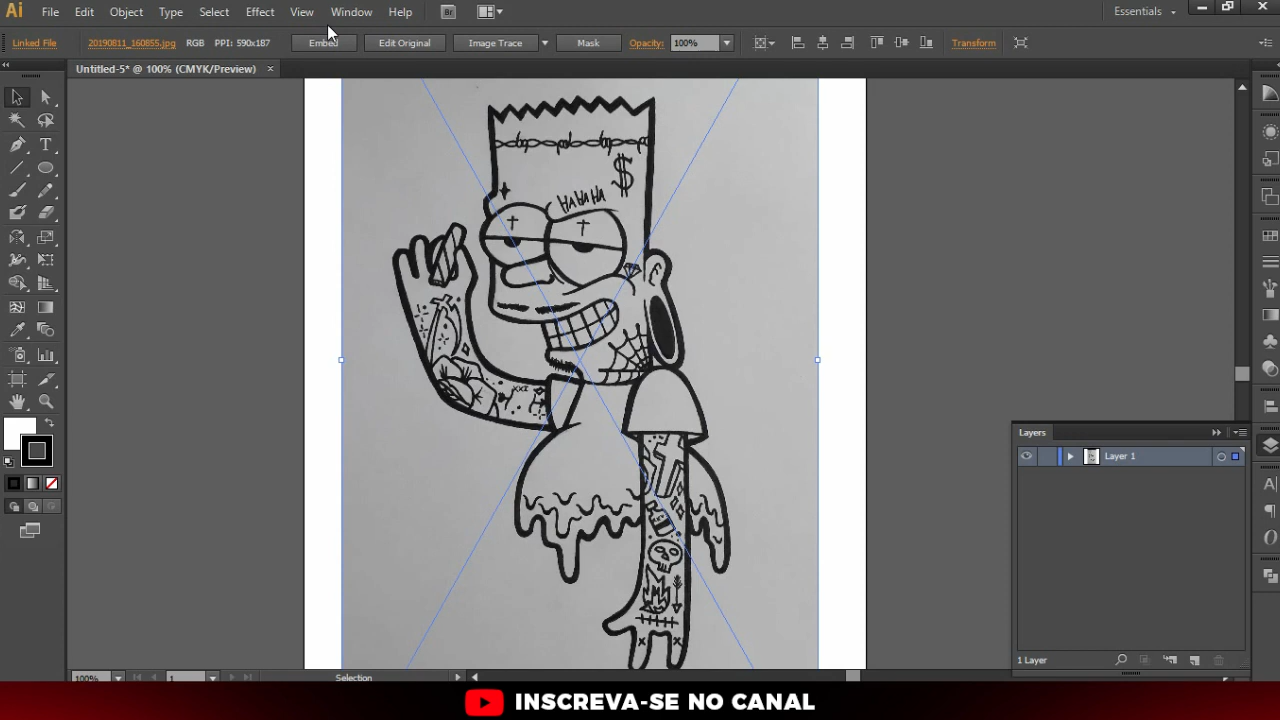 Ai File Edit Object Type Select Effect View Window Help Br Essentials
Linked File 20190811_160855.jpg RGB PPI: 590x187 Embed Edit Original Image Trace Mask Opacity: 100% Transform
Untitled-5* @ 100% (CMYK/Preview)
$
HAHAHA
XXI
Layers
Layer 1
1 Layer
100% 1 Selection
INSCREVA-SE NO CANAL